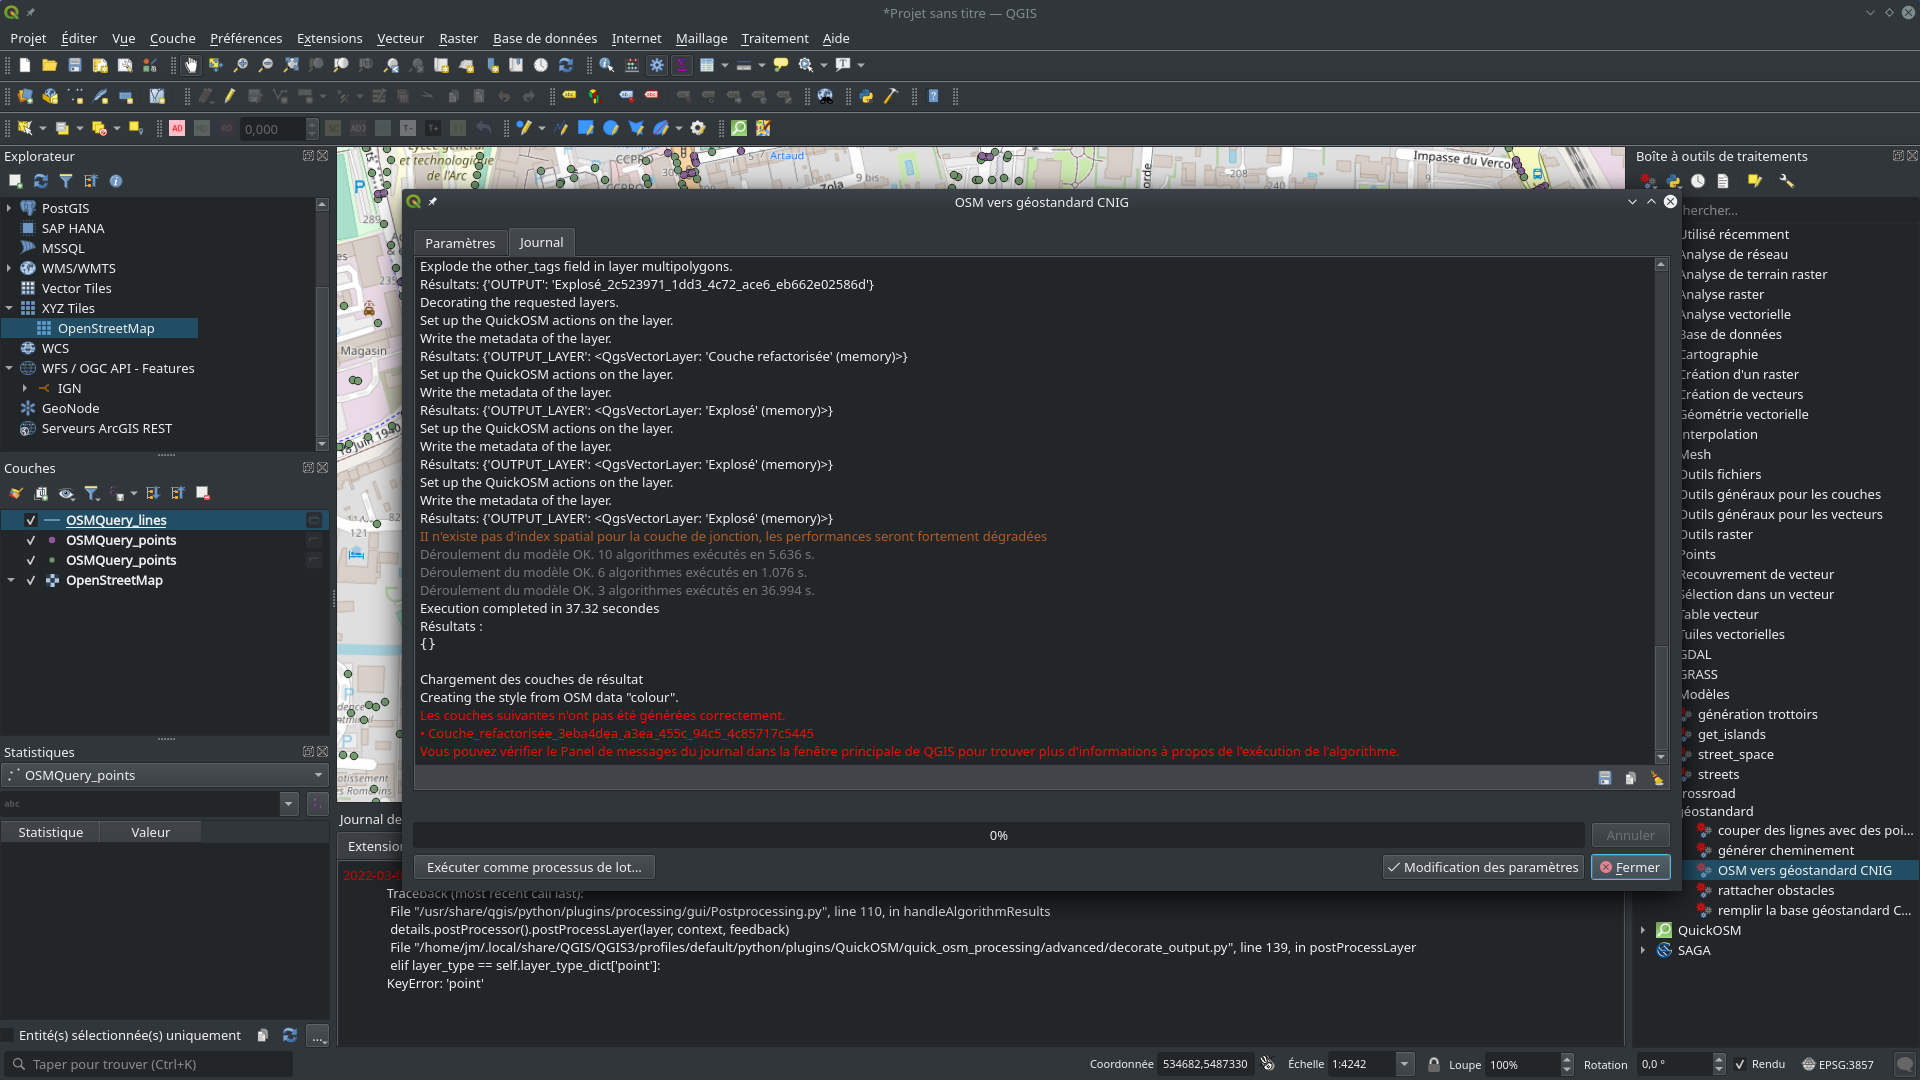 *Projet sans titre — QGIS
Projet Éditer Vue Couche Préférences Extensions Vecteur Raster Base de données Internet Maillage Traitement Aide
0,000
Explorateur
PostGIS
SAP HANA
MSSQL
WMS/WMTS
Vector Tiles
XYZ Tiles
OpenStreetMap
WCS
WFS / OGC API - Features
IGN
GeoNode
Serveurs ArcGIS REST
Couches
OSMQuery_lines
OSMQuery_points
OSMQuery_points
OpenStreetMap
Statistiques
OSMQuery_points
abc
Statistique Valeur
Entité(s) sélectionnée(s) uniquement
...
Taper pour trouver (Ctrl+K)
et technologique
de l'Arc
CCPRO
Artaud
Zola
9 bis
208
240
Impasse du Verco
289
Magasin
121
OSM vers géostandard CNIG
Paramètres Journal
Explode the other_tags field in layer multipolygons.
Résultats: {'OUTPUT': 'Explosé_2c523971_1dd3_4c72_ace6_eb662e02586d'}
Decorating the requested layers.
Set up the QuickOSM actions on the layer.
Write the metadata of the layer.
Résultats: {'OUTPUT_LAYER': <QgsVectorLayer: 'Couche refactorisée' (memory)>}
Set up the QuickOSM actions on the layer.
Write the metadata of the layer.
Résultats: {'OUTPUT_LAYER': <QgsVectorLayer: 'Explosé' (memory)>}
Set up the QuickOSM actions on the layer.
Write the metadata of the layer.
Résultats: {'OUTPUT_LAYER': <QgsVectorLayer: 'Explosé' (memory)>}
Set up the QuickOSM actions on the layer.
Write the metadata of the layer.
Résultats: {'OUTPUT_LAYER': <QgsVectorLayer: 'Explosé' (memory)>}
Il n'existe pas d'index spatial pour la couche de jonction, les performances seront fortement dégradées
Déroulement du modèle OK. 10 algorithmes exécutés en 5.636 s.
Déroulement du modèle OK. 6 algorithmes exécutés en 1.076 s.
Déroulement du modèle OK. 3 algorithmes exécutés en 36.994 s.
Execution completed in 37.32 secondes
Résultats :
{}
Chargement des couches de résultat
Creating the style from OSM data "colour".
Les couches suivantes n'ont pas été générées correctement.
• Couche_refactorisée_3eba4dea_a3ea_455c_94c5_4c85717c5445
Vous pouvez vérifier le Panel de messages du journal dans la fenêtre principale de QGIS pour trouver plus d'informations à propos de l'exécution de l'algorithme.
0%
Annuler
Exécuter comme processus de lot...
Modification des paramètres
Fermer
Journal de
Extension
2022-03-0
Traceback (most recent call last):
File "/usr/share/qgis/python/plugins/processing/gui/Postprocessing.py", line 110, in handleAlgorithmResults
details.postProcessor().postProcessLayer(layer, context, feedback)
File "/home/jm/.local/share/QGIS/QGIS3/profiles/default/python/plugins/QuickOSM/quick_osm_processing/advanced/decorate_output.py", line 139, in postProcessLayer
elif layer_type == self.layer_type_dict['point']:
KeyError: 'point'
Boîte à outils de traitements
hercher...
Utilisé récemment
Analyse de réseau
Analyse de terrain raster
Analyse raster
Analyse vectorielle
Base de données
Cartographie
Création d'un raster
Création de vecteurs
Géométrie vectorielle
Interpolation
Mesh
Outils fichiers
Outils généraux pour les couches
Outils généraux pour les vecteurs
Outils raster
Points
Recouvrement de vecteur
Sélection dans un vecteur
Table vecteur
Tuiles vectorielles
GDAL
GRASS
Modèles
génération trottoirs
get_islands
street_space
streets
rossroad
géostandard
couper des lignes avec des poi...
générer cheminement
OSM vers géostandard CNIG
rattacher obstacles
remplir la base géostandard C...
QuickOSM
SAGA
Coordonnée 534682,5487330 Échelle 1:4242 Loupe 100% Rotation 0,0 ° Rendu EPSG:3857